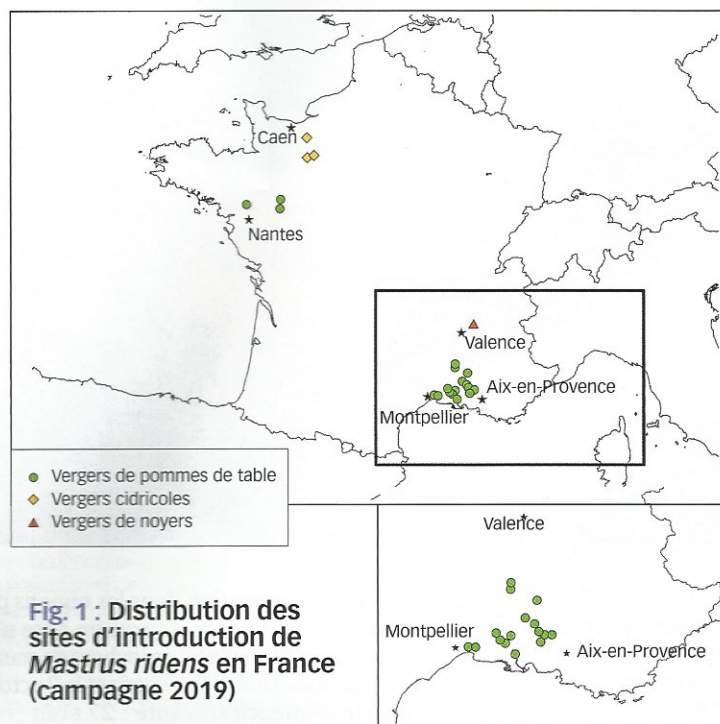 Caen
Nantes
Valence
Aix-en-Provence
Montpellier
Vergers de pommes de table
Vergers cidricoles
Vergers de noyers
Fig. 1 : Distribution des
sites d'introduction de
Mastrus ridens en France
(campagne 2019)
Valence
Montpellier
Aix-en-Provence